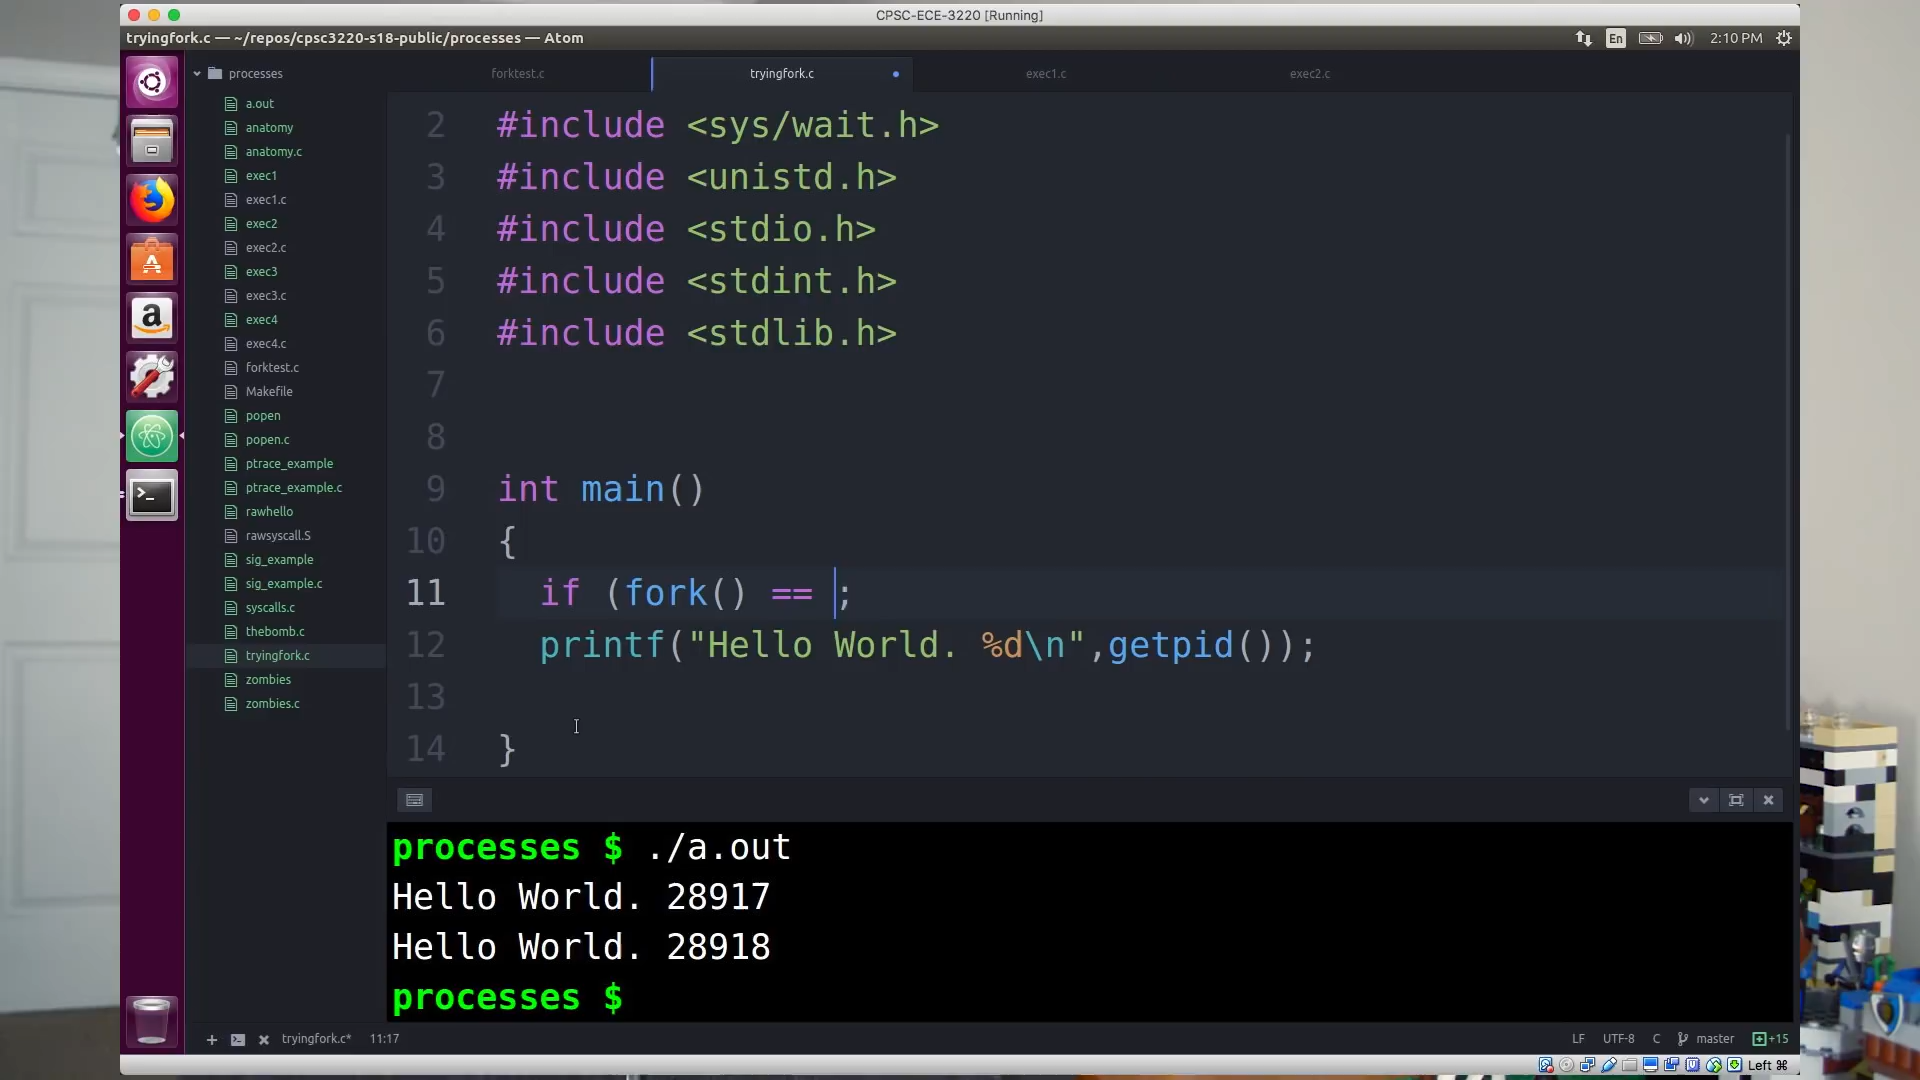 CPSC-ECE-3220 [Running]
tryingfork.c — ~/repos/cpsc3220-s18-public/processes — Atom
En
2:10 PM
processes
a.out
anatomy
anatomy.c
exec1
exec1.c
exec2
exec2.c
exec3
exec3.c
exec4
exec4.c
forktest.c
Makefile
popen
popen.c
ptrace_example
ptrace_example.c
rawhello
rawsyscall.S
sig_example
sig_example.c
syscalls.c
thebomb.c
tryingfork.c
zombies
zombies.c
forktest.c
tryingfork.c
exec1.c
exec2.c
2 #include <sys/wait.h>
3 #include <unistd.h>
4 #include <stdio.h>
5 #include <stdint.h>
6 #include <stdlib.h>
7
8
9 int main()
10 {
11 if (fork() == ;
12 printf("Hello World. %d\n",getpid());
13
14 }
processes $ ./a.out
Hello World. 28917
Hello World. 28918
processes $
tryingfork.c* 11:17
LF UTF-8 C master +15
Left ⌘